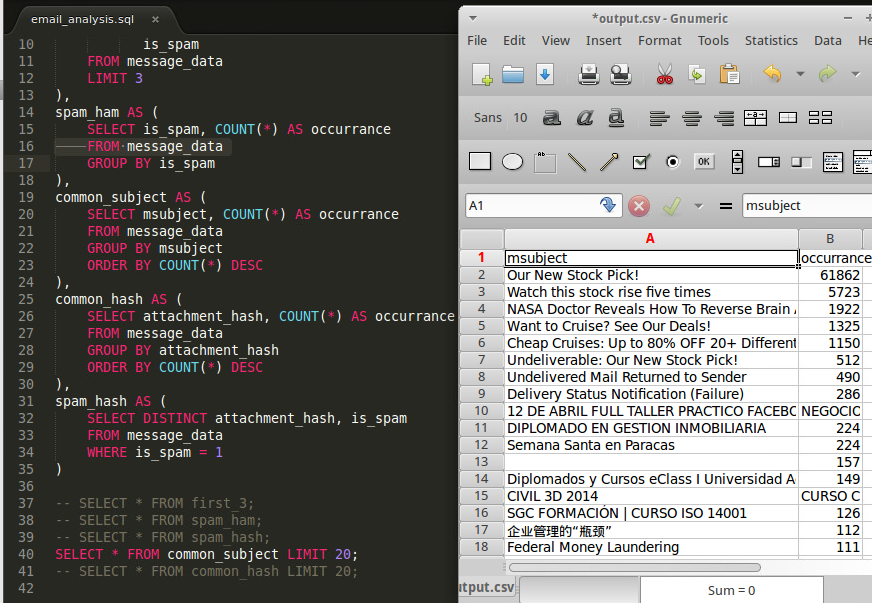 email_analysis.sql ×
10 is_spam
11 FROM message_data
12 LIMIT 3
13 ),
14 spam_ham AS (
15 SELECT is_spam, COUNT(*) AS occurrance
16 FROM message_data
17 GROUP BY is_spam
18 ),
19 common_subject AS (
20 SELECT msubject, COUNT(*) AS occurrance
21 FROM message_data
22 GROUP BY msubject
23 ORDER BY COUNT(*) DESC
24 ),
25 common_hash AS (
26 SELECT attachment_hash, COUNT(*) AS occurrance
27 FROM message_data
28 GROUP BY attachment_hash
29 ORDER BY COUNT(*) DESC
30 ),
31 spam_hash AS (
32 SELECT DISTINCT attachment_hash, is_spam
33 FROM message_data
34 WHERE is_spam = 1
35 )
36
37 -- SELECT * FROM first_3;
38 -- SELECT * FROM spam_ham;
39 -- SELECT * FROM spam_hash;
40 SELECT * FROM common_subject LIMIT 20;
41 -- SELECT * FROM common_hash LIMIT 20;
42
*output.csv - Gnumeric
File Edit View Insert Format Tools Statistics Data He
Sans 10 a a a
Ab OK
A1 = msubject
A B
1 msubject occurrance
2 Our New Stock Pick! 61862
3 Watch this stock rise five times 5723
4 NASA Doctor Reveals How To Reverse Brain 1922
5 Want to Cruise? See Our Deals! 1325
6 Cheap Cruises: Up to 80% OFF 20+ Different 1150
7 Undeliverable: Our New Stock Pick! 512
8 Undelivered Mail Returned to Sender 490
9 Delivery Status Notification (Failure) 286
10 12 DE ABRIL FULL TALLER PRACTICO FACEBC NEGOCIC
11 DIPLOMADO EN GESTION INMOBILIARIA 224
12 Semana Santa en Paracas 224
13 157
14 Diplomados y Cursos eClass I Universidad A 149
15 CIVIL 3D 2014 CURSO C
16 SGC FORMACIÓN | CURSO ISO 14001 126
17 企业管理的“瓶颈” 112
18 Federal Money Laundering 111
tput.csv Sum = 0